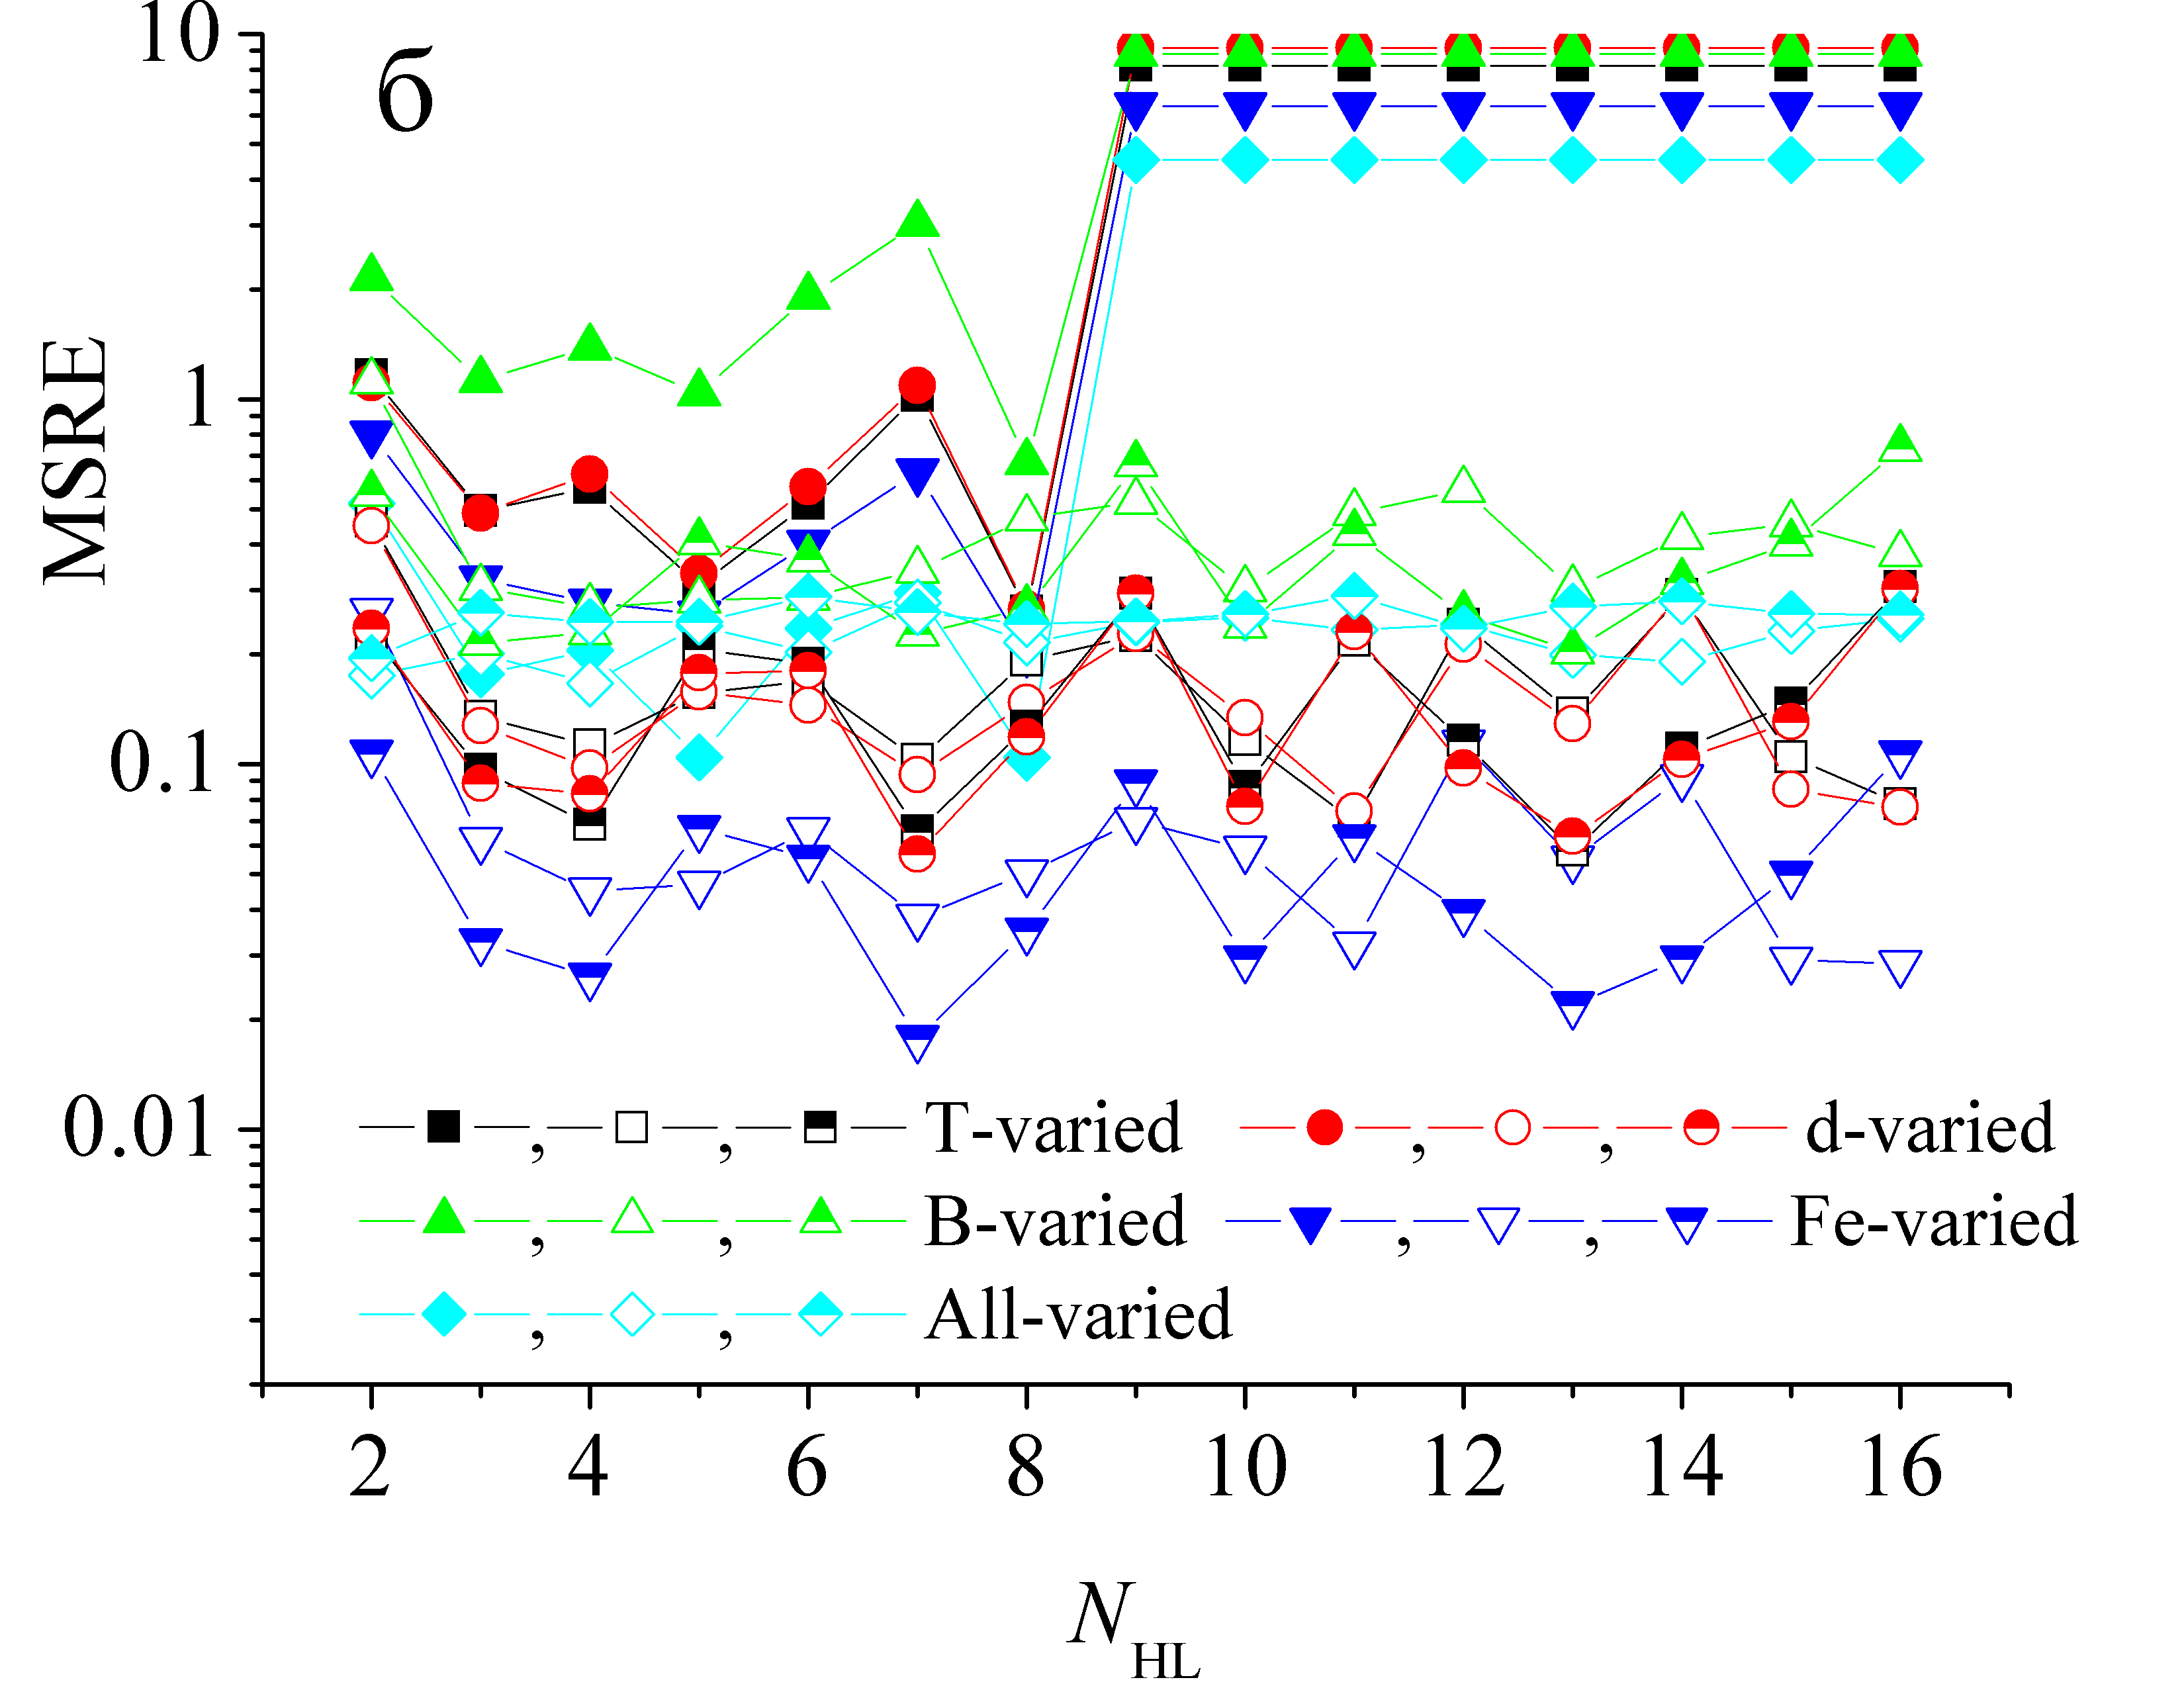 б
10
1
0.1
0.01
MSRE
, , T-varied , , d-varied
, , B-varied , , Fe-varied
, , All-varied
2 4 6 8 10 12 14 16
N HL